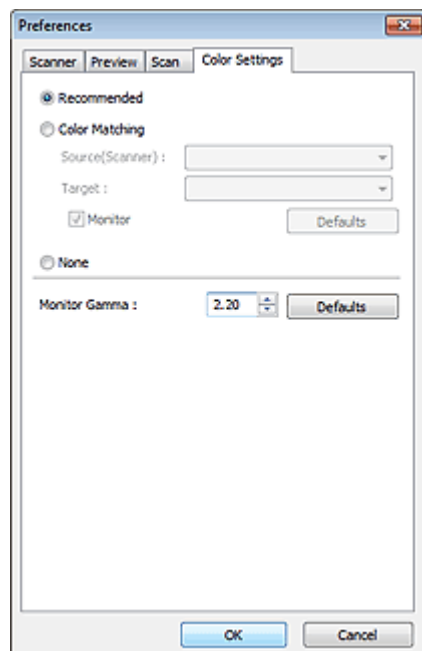 Preferences
Scanner Preview Scan Color Settings
Recommended
Color Matching
Source(Scanner) :
Target :
Monitor Defaults
None
Monitor Gamma : 2.20 Defaults
OK Cancel